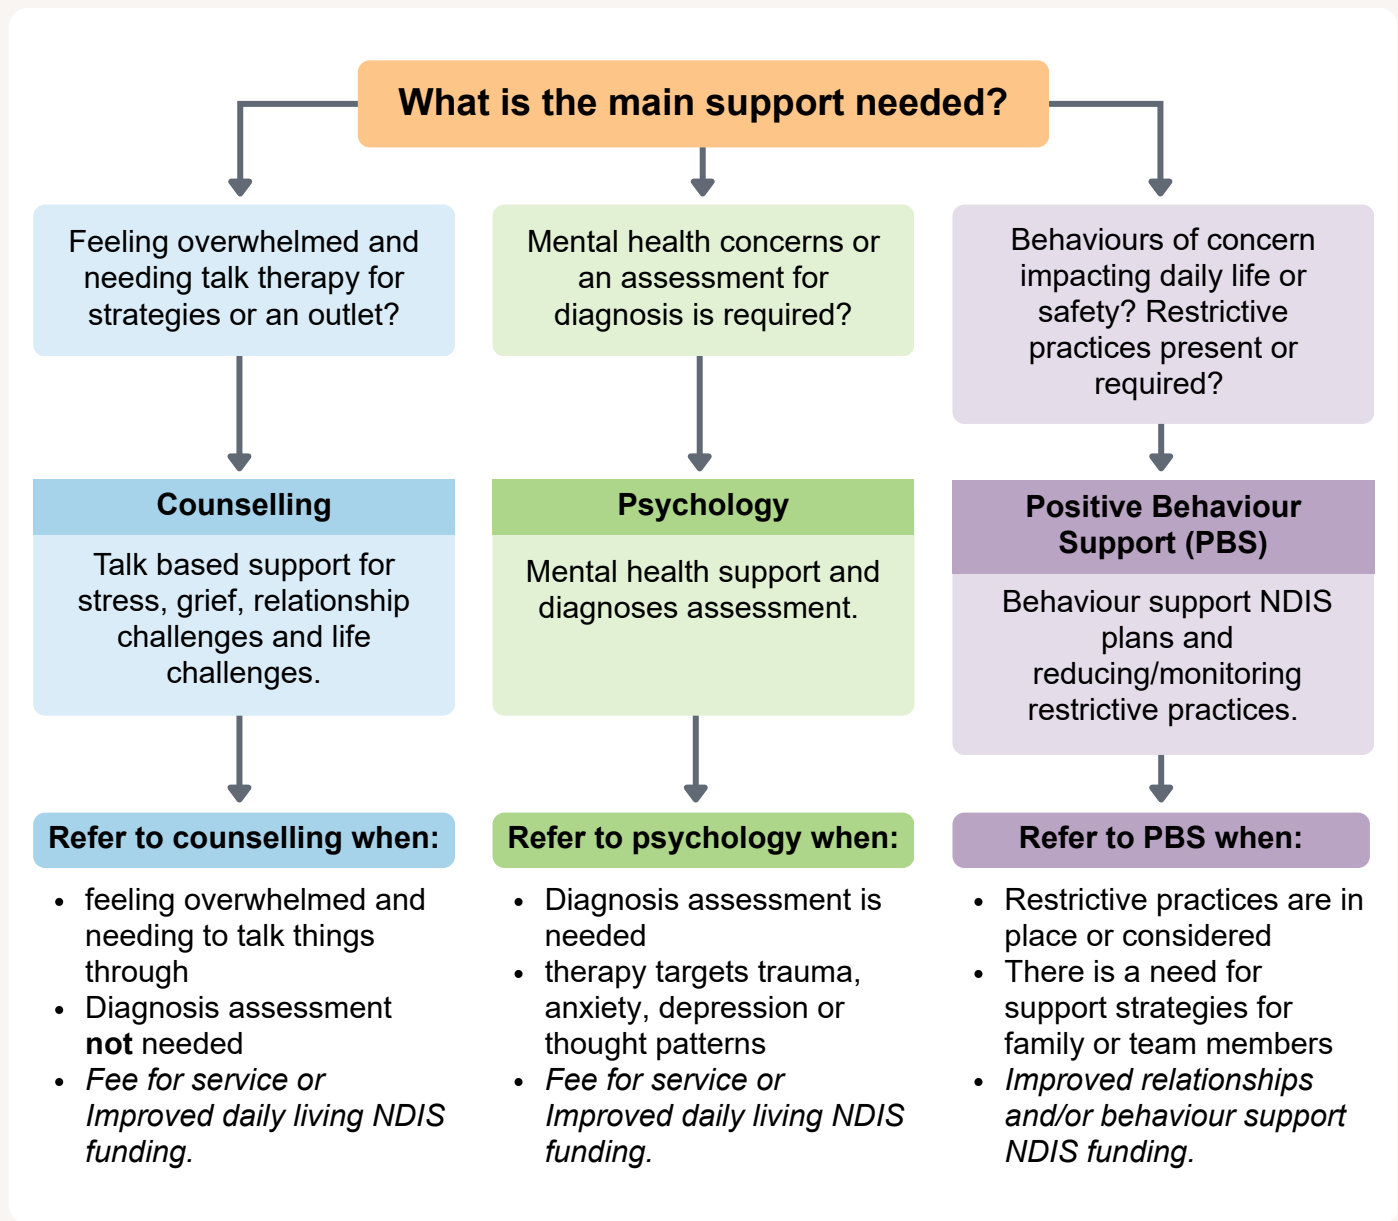 What is the main support needed?
Feeling overwhelmed and
needing talk therapy for
strategies or an outlet?
Mental health concerns or
an assessment for
diagnosis is required?
Behaviours of concern
impacting daily life or
safety? Restrictive
practices present or
required?
Counselling
Talk based support for
stress, grief, relationship
challenges and life
challenges.
Psychology
Mental health support and
diagnoses assessment.
Positive Behaviour
Support (PBS)
Behaviour support NDIS
plans and
reducing/monitoring
restrictive practices.
Refer to counselling when:
• feeling overwhelmed and
needing to talk things
through
• Diagnosis assessment
not needed
• Fee for service or
Improved daily living NDIS
funding.
Refer to psychology when:
• Diagnosis assessment is
needed
• therapy targets trauma,
anxiety, depression or
thought patterns
• Fee for service or
Improved daily living NDIS
funding.
Refer to PBS when:
• Restrictive practices are in
place or considered
• There is a need for
support strategies for
family or team members
• Improved relationships
and/or behaviour support
NDIS funding.